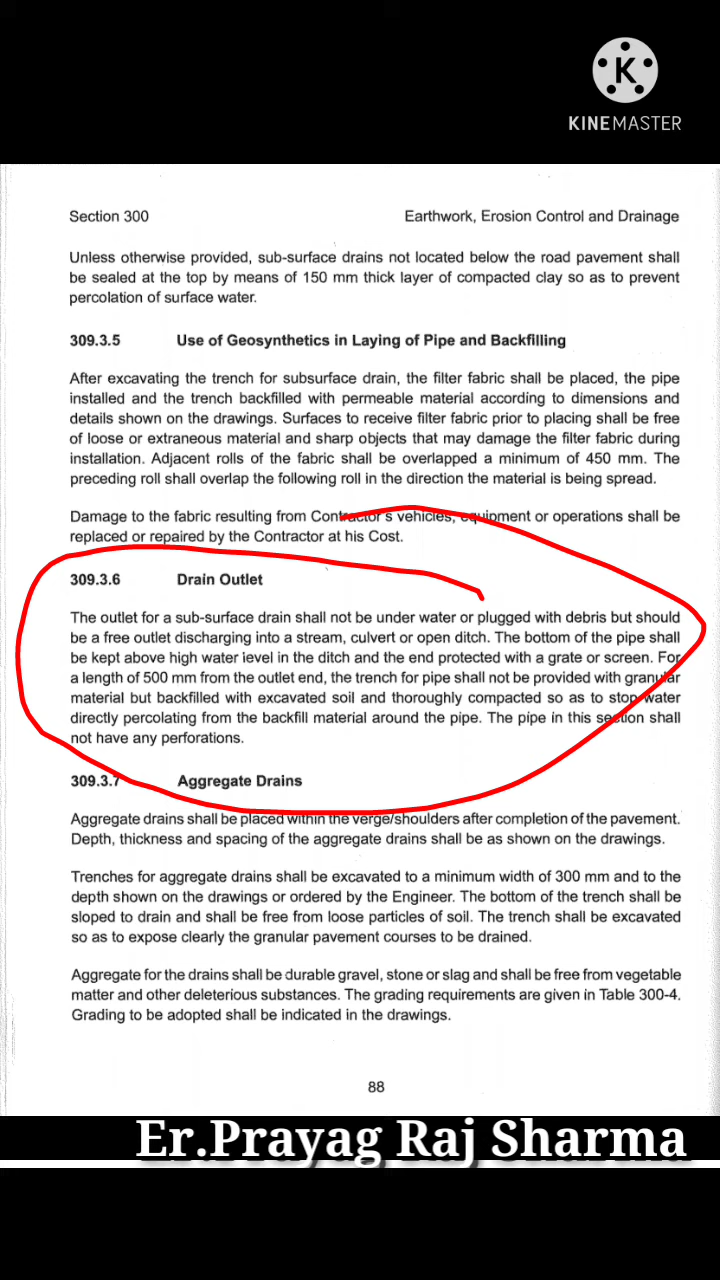 K
KINEMASTER
Section 300 Earthwork, Erosion Control and Drainage
Unless otherwise provided, sub-surface drains not located below the road pavement shall
be sealed at the top by means of 150 mm thick layer of compacted clay so as to prevent
percolation of surface water.
309.3.5 Use of Geosynthetics in Laying of Pipe and Backfilling
After excavating the trench for subsurface drain, the filter fabric shall be placed, the pipe
installed and the trench backfilled with permeable material according to dimensions and
details shown on the drawings. Surfaces to receive filter fabric prior to placing shall be free
of loose or extraneous material and sharp objects that may damage the filter fabric during
installation. Adjacent rolls of the fabric shall be overlapped a minimum of 450 mm. The
preceding roll shall overlap the following roll in the direction the material is being spread.
Damage to the fabric resulting from Contractor's vehicles, equipment or operations shall be
replaced or repaired by the Contractor at his Cost.
309.3.6 Drain Outlet
The outlet for a sub-surface drain shall not be under water or plugged with debris but should
be a free outlet discharging into a stream, culvert or open ditch. The bottom of the pipe shall
be kept above high water level in the ditch and the end protected with a grate or screen. For
a length of 500 mm from the outlet end, the trench for pipe shall not be provided with granular
material but backfilled with excavated soil and thoroughly compacted so as to stop water
directly percolating from the backfill material around the pipe. The pipe in this section shall
not have any perforations.
309.3.7 Aggregate Drains
Aggregate drains shall be placed within the verge/shoulders after completion of the pavement.
Depth, thickness and spacing of the aggregate drains shall be as shown on the drawings.
Trenches for aggregate drains shall be excavated to a minimum width of 300 mm and to the
depth shown on the drawings or ordered by the Engineer. The bottom of the trench shall be
sloped to drain and shall be free from loose particles of soil. The trench shall be excavated
so as to expose clearly the granular pavement courses to be drained.
Aggregate for the drains shall be durable gravel, stone or slag and shall be free from vegetable
matter and other deleterious substances. The grading requirements are given in Table 300-4.
Grading to be adopted shall be indicated in the drawings.
88
Er.Prayag Raj Sharma